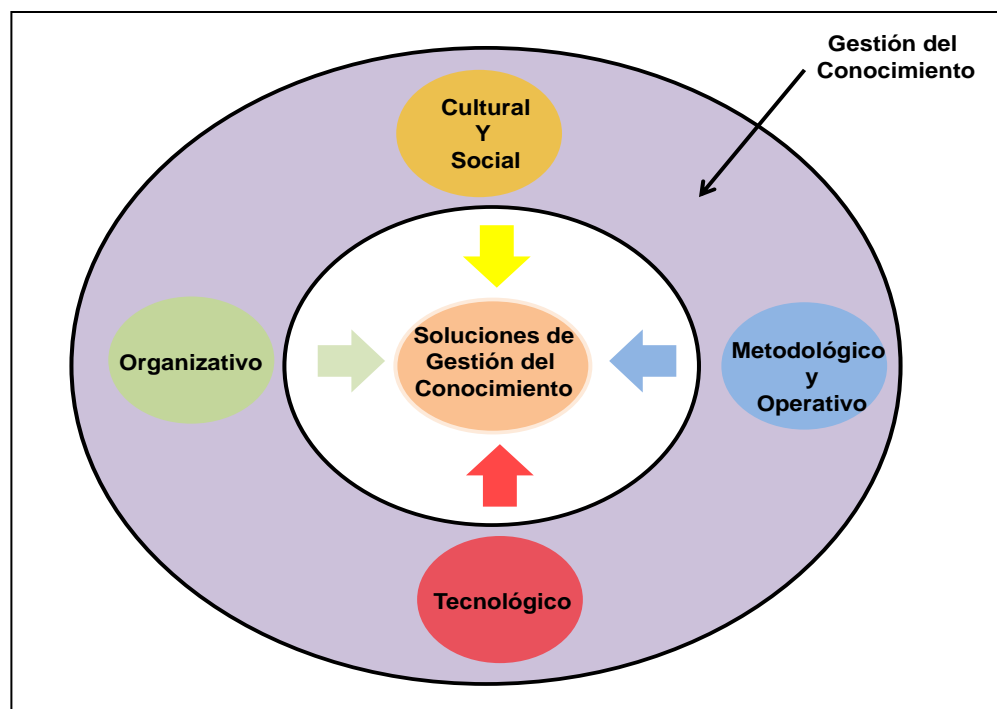 Gestión del
Conocimiento
Cultural
Y
Social
Organizativo
Soluciones de
Gestión del
Conocimiento
Metodológico
y
Operativo
Tecnológico